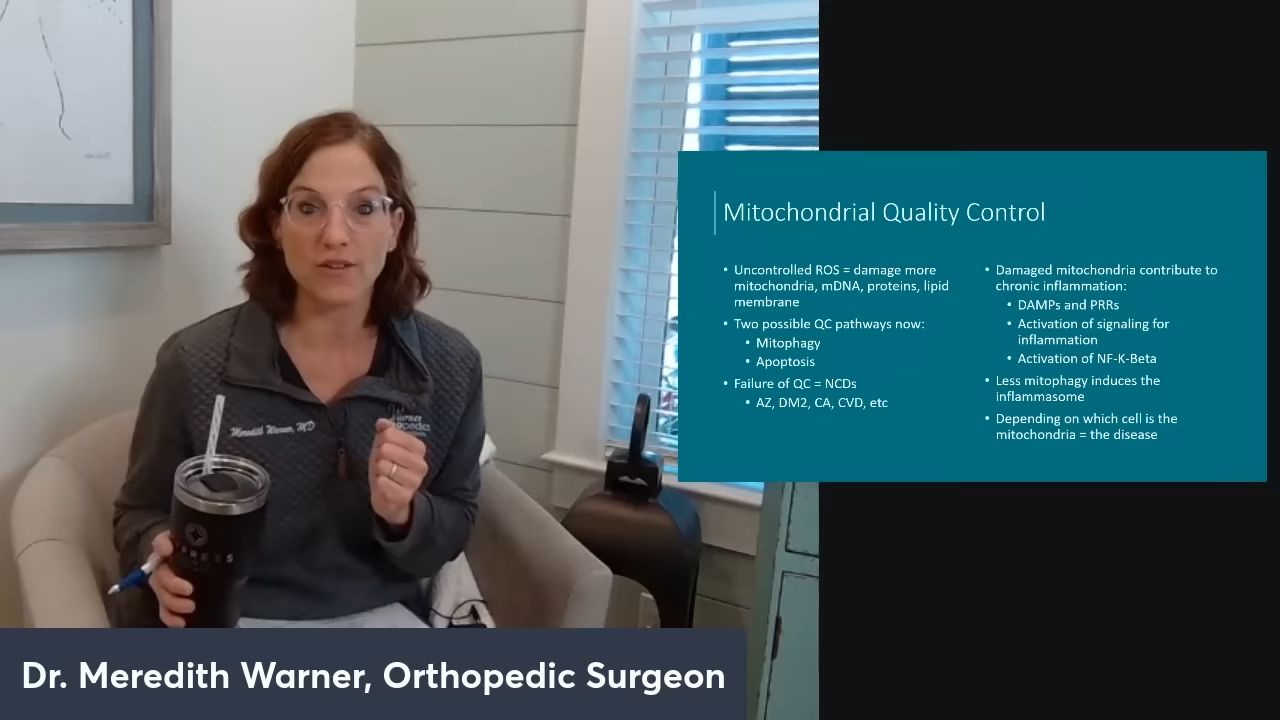 Mitochondrial Quality Control
• Uncontrolled ROS = damage more
mitochondria, mDNA, proteins, lipid
membrane
• Two possible QC pathways now:
• Mitophagy
• Apoptosis
• Failure of QC = NCDs
• AZ, DM2, CA, CVD, etc
• Damaged mitochondria contribute to
chronic inflammation:
• DAMPs and PRRs
• Activation of signaling for
inflammation
• Activation of NF-K-Beta
• Less mitophagy induces the
inflammasome
• Depending on which cell is the
mitochondria = the disease
Meredith Warner, MD
Warner
Dr. Meredith Warner, Orthopedic Surgeon